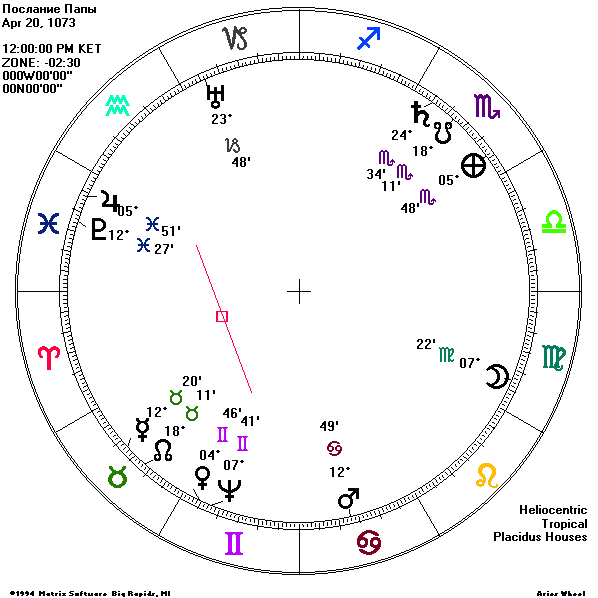 Послание Папы
Apr 20, 1073
12:00:00 PM KET
ZONE: -02:30
000W00'00"
00N00'00"
23°
48'
24°
18°
34'
11'
05°
48'
05°
51'
12°
27'
22'
07°
20'
11'
12°
18°
46'
41'
04°
07°
49'
12°
Heliocentric
Tropical
Placidus Houses
©1994 Matrix Software Big Rapids, MI
Aries Wheel